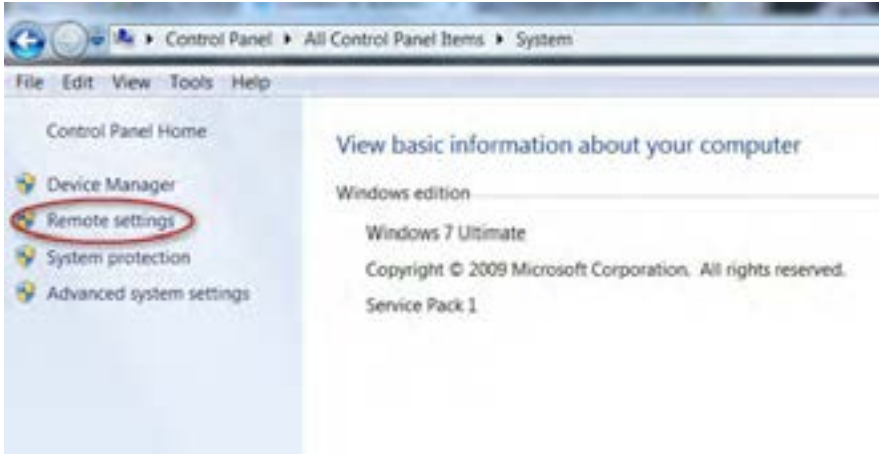 Control Panel ▸ All Control Panel Items ▸ System
File Edit View Tools Help
Control Panel Home
Device Manager
Remote settings
System protection
Advanced system settings
View basic information about your computer
Windows edition
Windows 7 Ultimate
Copyright © 2009 Microsoft Corporation. All rights reserved.
Service Pack 1